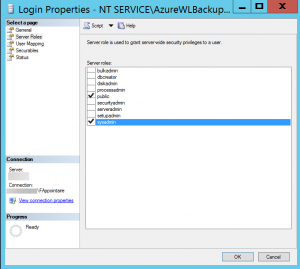 Login Properties - NT SERVICE\AzureWLBackup...
Select a page
General
Server Roles
User Mapping
Securables
Status
Script
Help
Server role is used to grant server-wide security privileges to a user.
Server roles:
bulkadmin
dbcreator
diskadmin
processadmin
public
securityadmin
serveradmin
setupadmin
sysadmin
Connection
Server:
Connection:
View connection properties
Progress
Ready
OK
Cancel